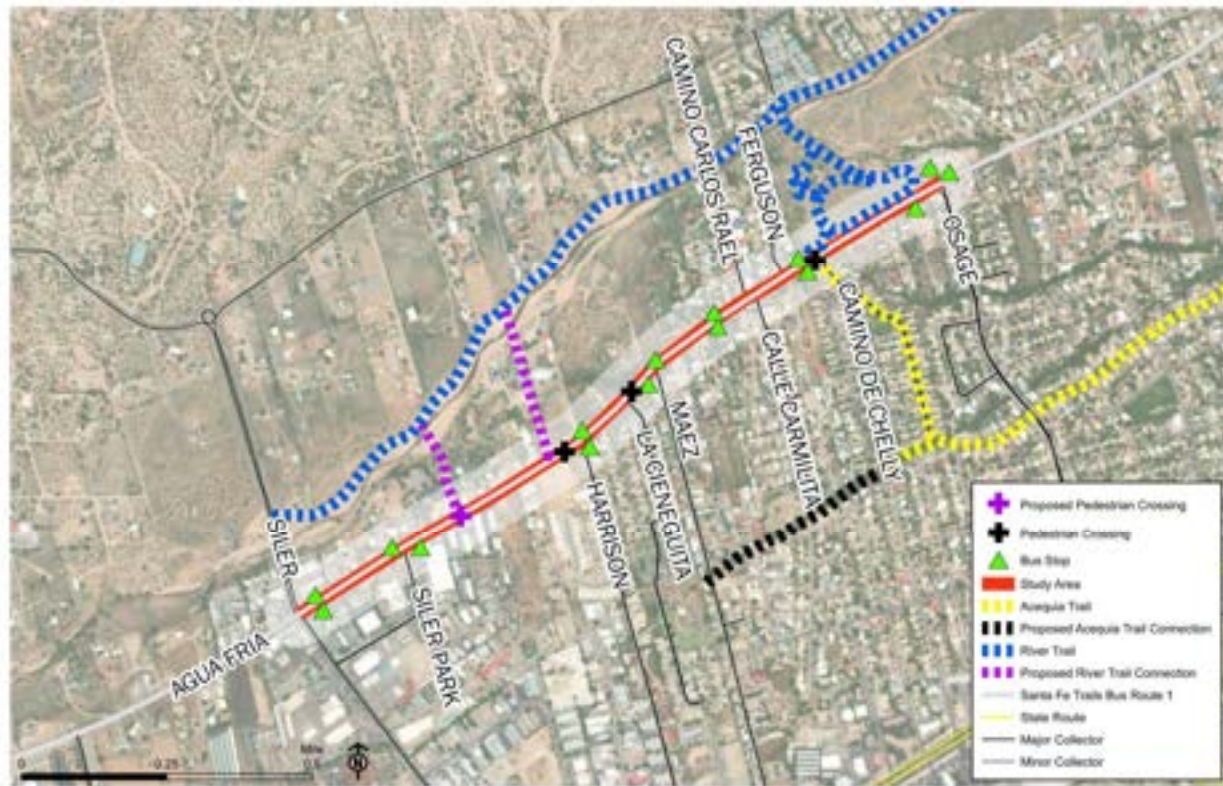 CAMINO CARLOS RAEL
FERGUSON
OSAGE
CAMINO DE CHELLY
CALLE CARMILITA
MAEZ
LA CIENEGUITA
HARRISON
SILER
SILER PARK
AGUA FRIA
Proposed Pedestrian Crossing
Pedestrian Crossing
Bus Stop
Study Area
Acequia Trail
Proposed Acequia Trail Connection
River Trail
Proposed River Trail Connection
Santa Fe Trails Bus Route 1
State Route
Major Collector
Minor Collector
Mile
0 0.25 0.5
N